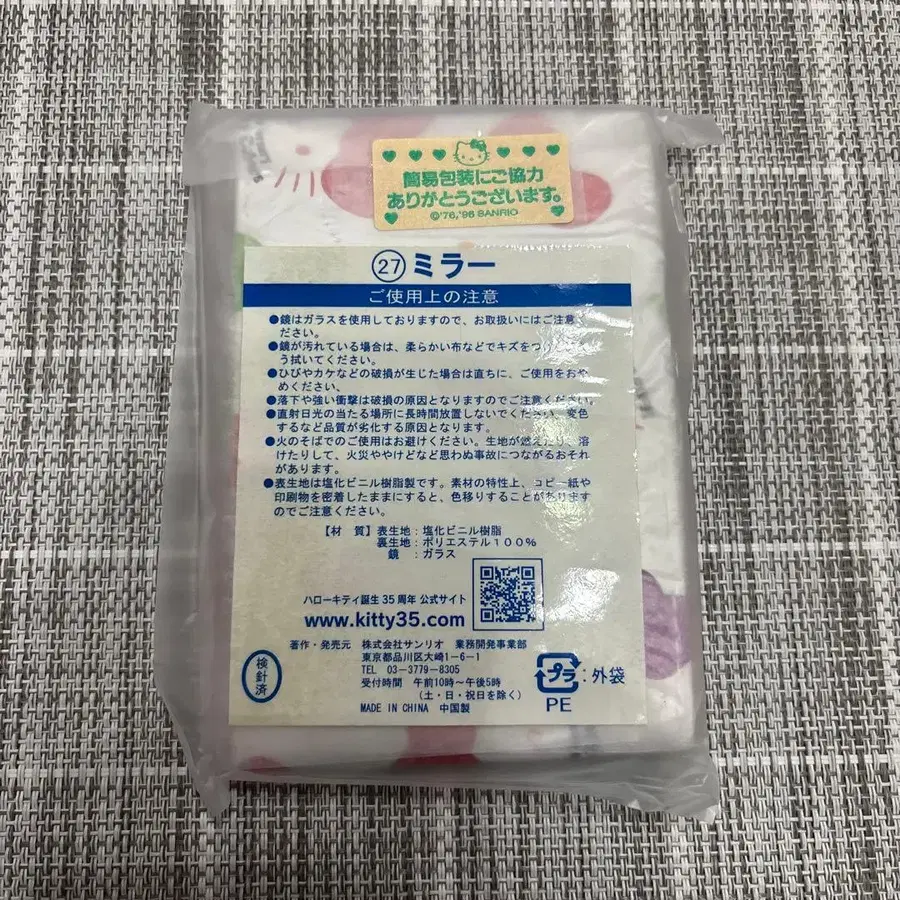 簡易包装にご協力
ありがとうございます。
©'76,'96 SANRIO
㉗ミラー
ご使用上の注意
●鏡はガラスを使用しておりますので、お取扱いにはご注意
ださい。
●鏡が汚れている場合は、柔らかい布などでキズをつ
う拭いてください。
●ひびやカケなどの破損が生じた場合は直ちに、ご使用をおや
めください、
●落下や強い衝撃は破損の原因となりますのでご注意ください
●直射日光の当たる場所に長時間放置しないでください、変色
するなど品質が劣化する原因となります。
●火のそばでのご使用はお避けください。生地が燃えたり、溶
けたりして、火災ややけどなど思わぬ事故につながるおそれ
があります。
●表生地は塩化ビニル樹脂製です。素材の特性上、コピー紙や
印刷物を密着したままにすると、色移りすることがあります
のでご注意ください。
【材 質】表生地：塩化ビニル樹脂
裏生地：ポリエステル100%
鏡 ：ガラス
ハローキティ誕生35周年 公式サイト
www.kitty35.com
著作・発売元 株式会社サンリオ 業務開発事業部
東京都品川区大崎1-6-1
TEL 03-3779-8305
受付時間 午前10時～午後5時
（土・日・祝日を除く）
MADE IN CHINA 中国製
検針済
プラ：外袋
PE